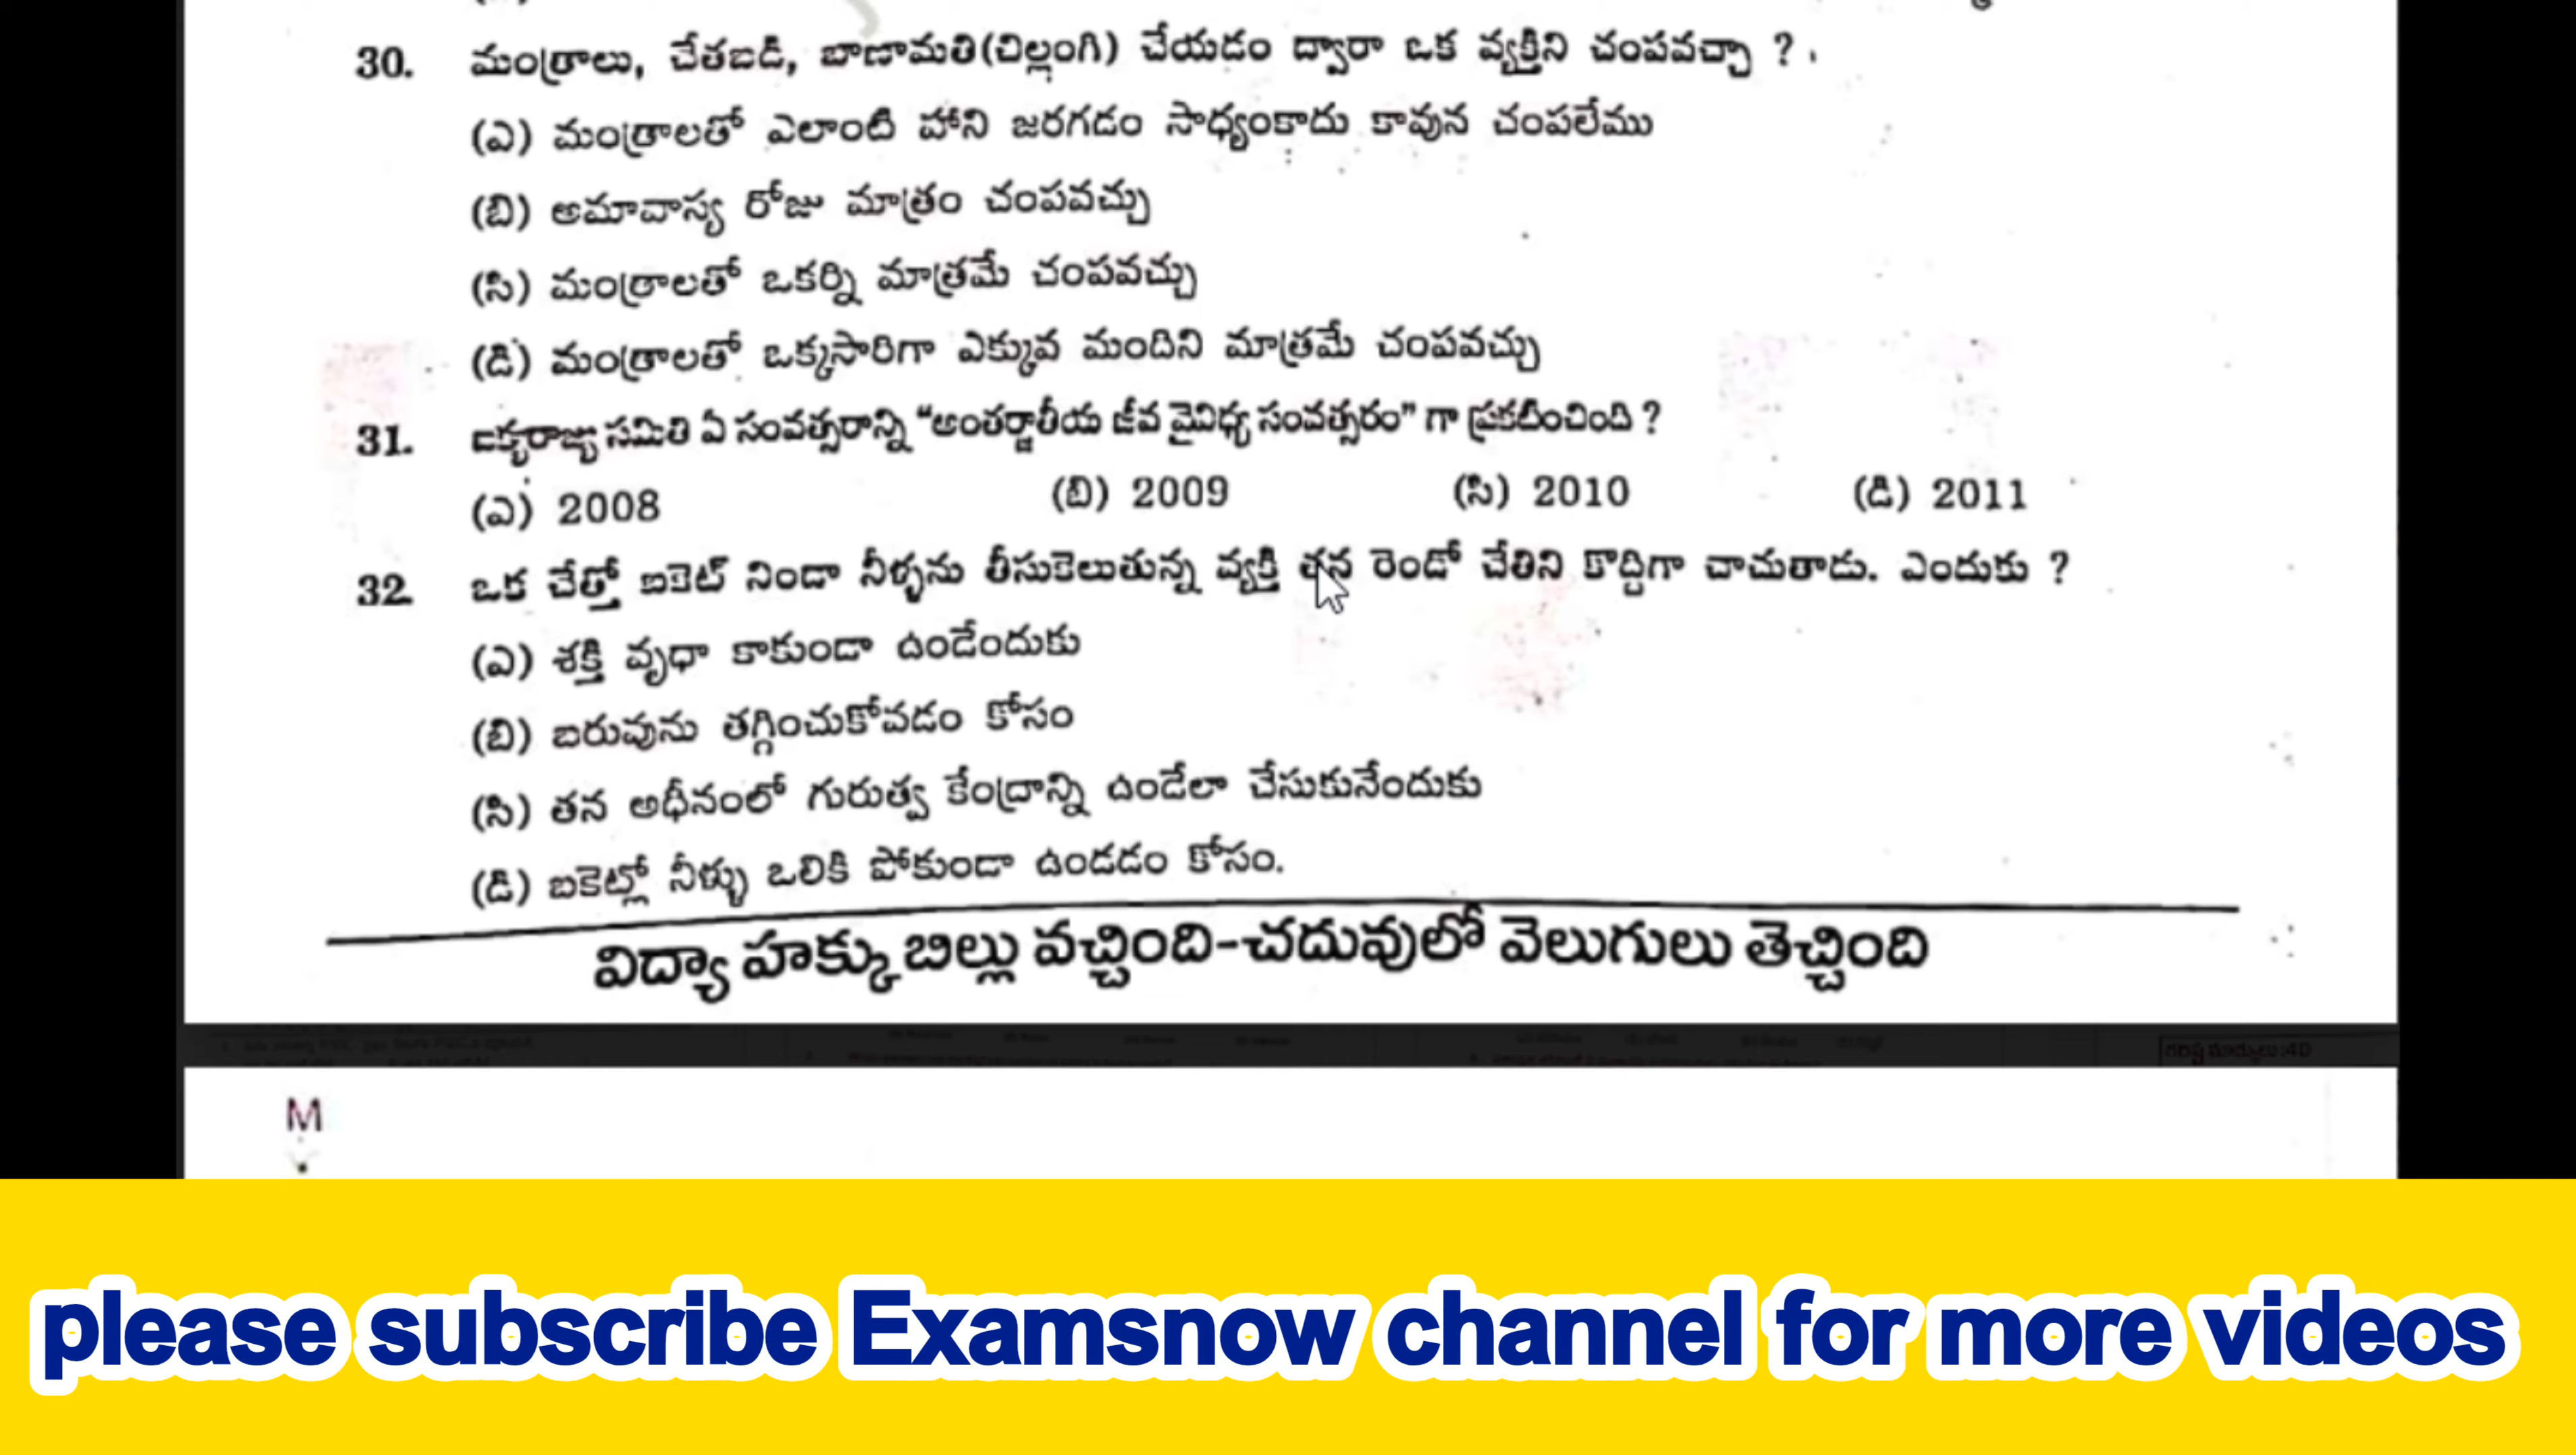 30. మంత్రాలు, చేతబడి, బాణామతి(చిల్లంగి) చేయడం ద్వారా ఒక వ్యక్తిని చంపవచ్చా ?
(ఎ) మంత్రాలతో ఎలాంటి హాని జరగడం సాధ్యంకాదు కావున చంపలేము
(బి) అమావాస్య రోజు మాత్రం చంపవచ్చు
(సి) మంత్రాలతో ఒకర్ని మాత్రమే చంపవచ్చు
(డి) మంత్రాలతో ఒక్కసారిగా ఎక్కువ మందిని మాత్రమే చంపవచ్చు
31. ఐక్యరాజ్య సమితి ఏ సంవత్సరాన్ని “అంతర్జాతీయ జీవ వైవిధ్య సంవత్సరం” గా ప్రకటించింది ?
(ఎ) 2008 (బి) 2009 (సి) 2010 (డి) 2011
32. ఒక చేత్తో బకెట్ నిండా నీళ్ళను తీసుకెలుతున్న వ్యక్తి తన రెండో చేతిని కొద్దిగా చాచుతాడు. ఎందుకు ?
(ఎ) శక్తి వృధా కాకుండా ఉండేందుకు
(బి) బరువును తగ్గించుకోవడం కోసం
(సి) తన అధీనంలో గురుత్వ కేంద్రాన్ని ఉండేలా చేసుకునేందుకు
(డి) బకెట్లో నీళ్ళు ఒలికి పోకుండా ఉండడం కోసం.
విద్యా హక్కు బిల్లు వచ్చింది-చదువులో వెలుగులు తెచ్చింది
గరిష్ట మార్కులు:40
M
please subscribe Examsnow channel for more videos